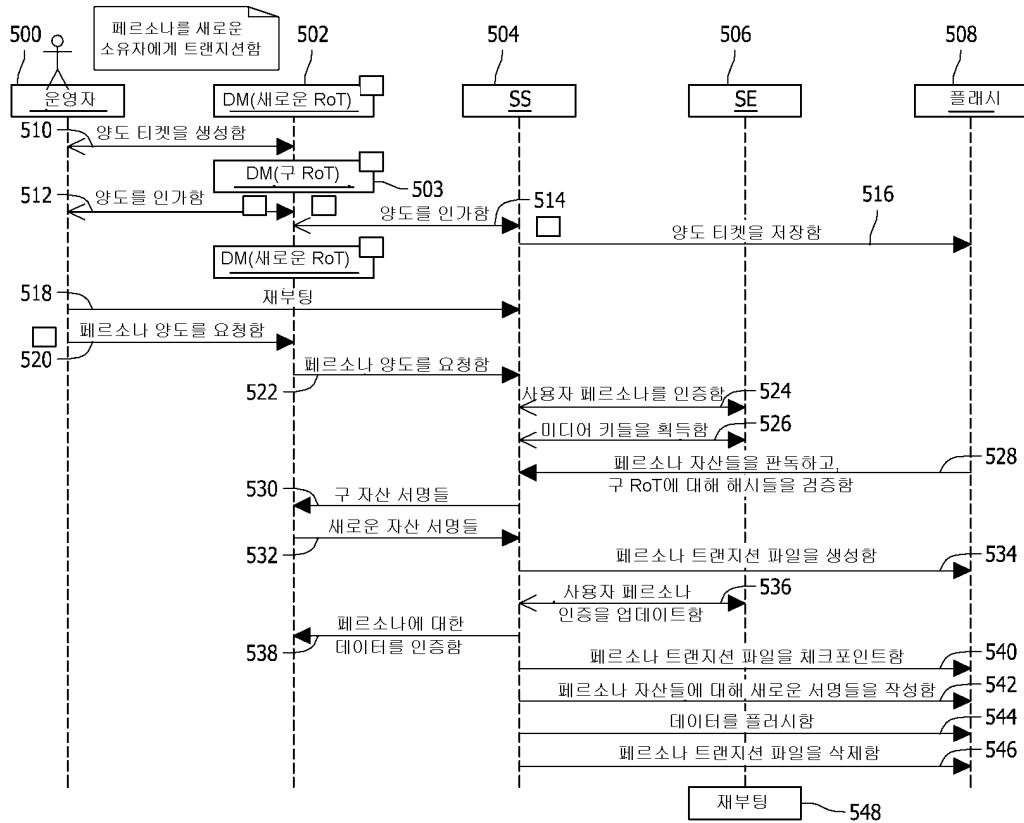 페르소나를 새로운
소유자에게 트랜지션함
500
502
504
506
508
운영자
DM(새로운 RoT)
SS
SE
플래시
510
양도 티켓을 생성함
DM(구 RoT)
503
512
양도를 인가함
양도를 인가함
514
516
양도 티켓을 저장함
DM(새로운 RoT)
518
재부팅
520
페르소나 양도를 요청함
522
페르소나 양도를 요청함
사용자 페르소나를 인증함
524
미디어 키들을 획득함
526
페르소나 자산들을 판독하고,
구 RoT에 대해 해시들을 검증함
528
530
구 자산 서명들
532
새로운 자산 서명들
페르소나 트랜지션 파일을 생성함
534
사용자 페르소나
인증을 업데이트함
536
페르소나에 대한
데이터를 인증함
538
페르소나 트랜지션 파일을 체크포인트함
540
페르소나 자산들에 대해 새로운 서명들을 작성함
542
데이터를 플러시함
544
페르소나 트랜지션 파일을 삭제함
546
재부팅
548